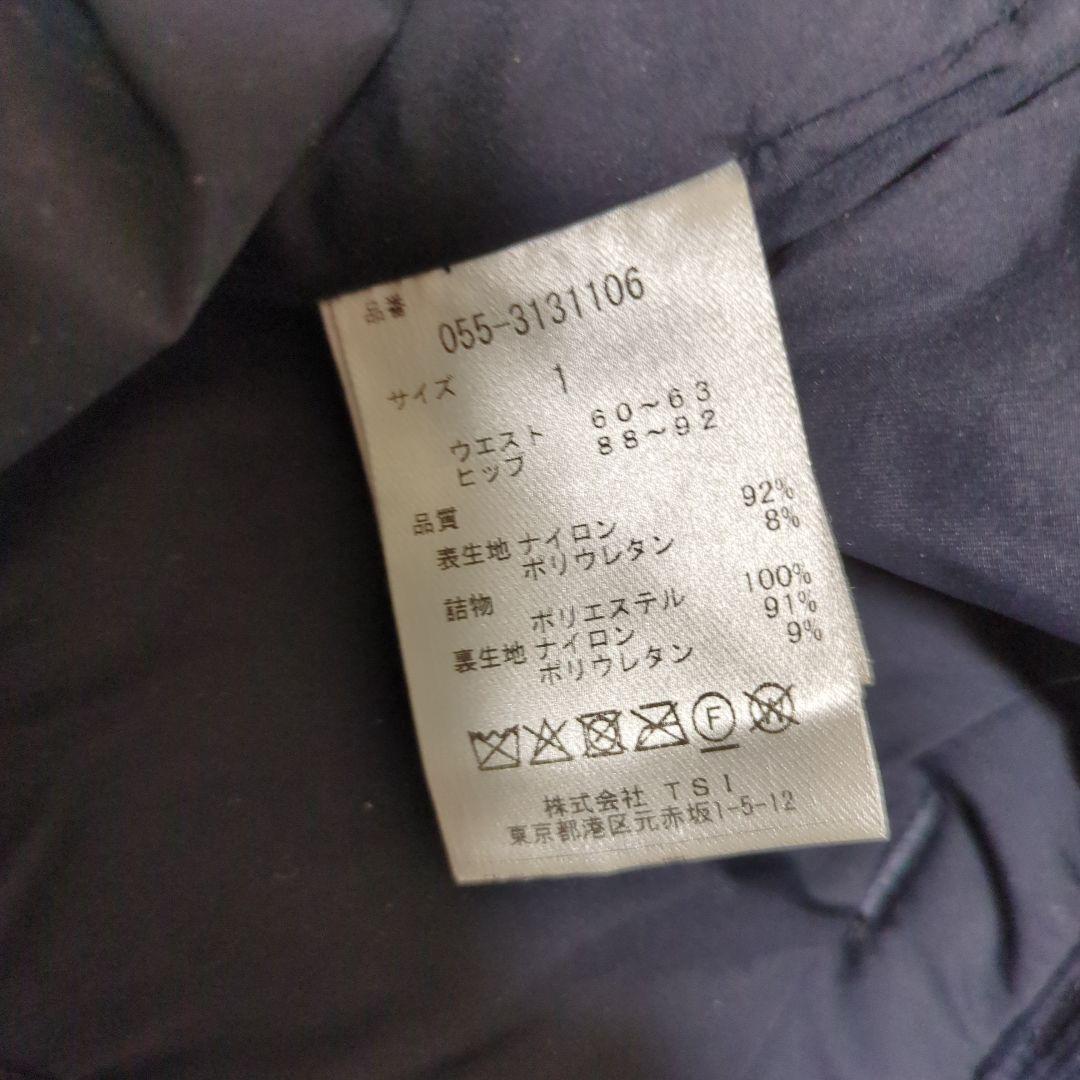 品番 055-3131106
サイズ 1
ウエスト 60～63
ヒップ 88～92
品質
表生地 ナイロン 92%
ポリウレタン 8%
詰物 ポリエステル 100%
裏生地 ナイロン 91%
ポリウレタン 9%
F W
株式会社 TSI
東京都港区元赤坂1-5-12